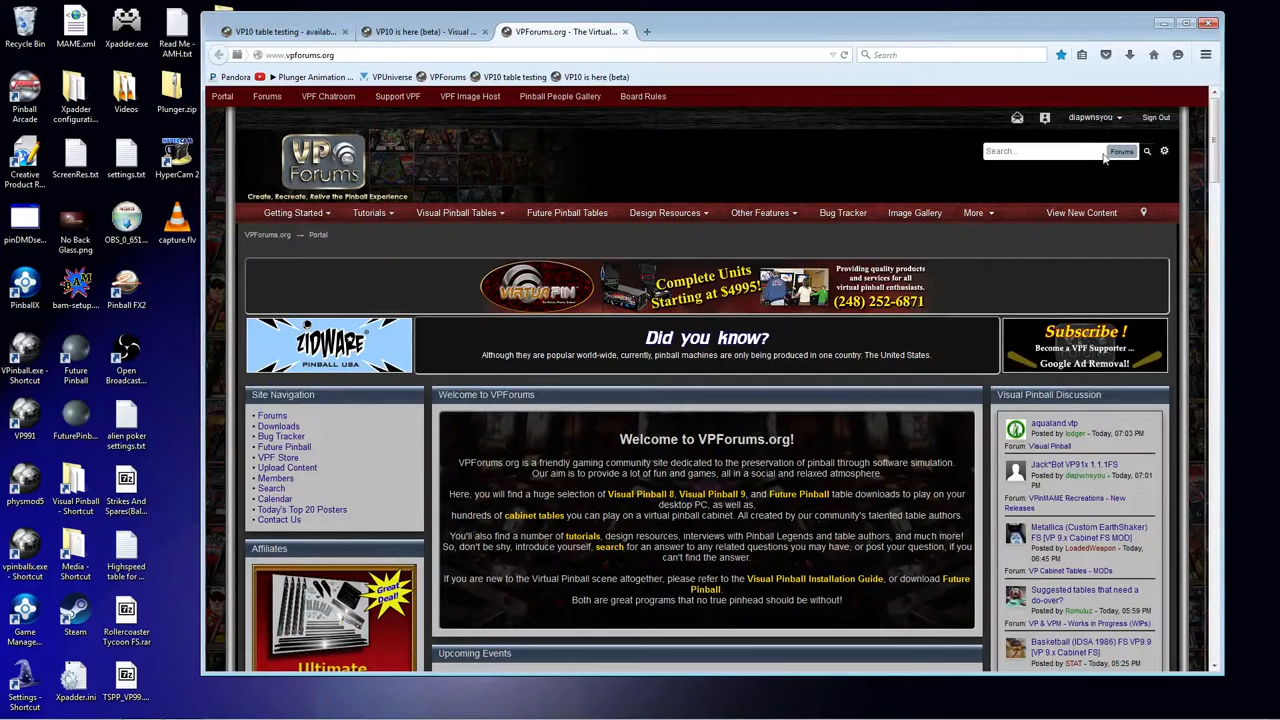 Recycle Bin
MAME.xml
Xpadder.exe
Read Me - AMH.txt
Pinball Arcade
Xpadder configurati...
Videos
Plunger.zip
Creative Product R...
ScreenRes.txt
settings.txt
HyperCam 2
pinDMDse...
No Back Glass.png
OBS_0_651...
capture.flv
PinballX
bam-setup...
Pinball FX2
VPinball.exe - Shortcut
Future Pinball
Open Broadcast...
VP991
FuturePinb...
alien poker settings.txt
physmod5
Visual Pinball - Shortcut
Strikes And Spares(Bal...
vpinballx.exe - Shortcut
Media - Shortcut
Highspeed table for ...
Game Manage...
Steam
Rollercoaster Tycoon FS.rar
Settings - Shortcut
Xpadder.ini
TSPP_VP99....
VP10 table testing - availab...
VP10 is here (beta) - Visual ...
VPForums.org - The Virtual...
www.vpforums.org
Search
Pandora
Plunger Animation ...
VPUniverse
VPForums
VP10 table testing
VP10 is here (beta)
Portal
Forums
VPF Chatroom
Support VPF
VPF Image Host
Pinball People Gallery
Board Rules
diapwnsyou
Sign Out
VP
Forums
Create, Recreate, Relive the Pinball Experience
Search...
Forums
Getting Started
Tutorials
Visual Pinball Tables
Future Pinball Tables
Design Resources
Other Features
Bug Tracker
Image Gallery
More
View New Content
VPForums.org → Portal
VIRTUAPIN
Complete Units
Starting at $4995!
Providing quality products
and services for all
virtual pinball enthusiasts.
(248) 252-6871
ZIDWARE
PINBALL USA
Did you know?
Although they are popular world-wide, currently, pinball machines are only being produced in one country: The United States.
Subscribe !
Become a VPF Supporter ...
Google Ad Removal!
Site Navigation
• Forums
• Downloads
• Bug Tracker
• Future Pinball
• VPF Store
• Upload Content
• Members
• Search
• Calendar
• Today's Top 20 Posters
• Contact Us
Affiliates
Great Deal!
Ultimate
Welcome to VPForums
Welcome to VPForums.org!
VPForums.org is a friendly gaming community site dedicated to the preservation of pinball through software simulation.
Our aim is to provide a lot of fun and games, all in a social and relaxed atmosphere.
Here, you will find a huge selection of Visual Pinball 8, Visual Pinball 9, and Future Pinball table downloads to play on your
desktop PC, as well as,
hundreds of cabinet tables you can play on a virtual pinball cabinet. All created by our community's talented table authors.
You'll also find a number of tutorials, design resources, interviews with Pinball Legends and table authors, and much more!
So, don't be shy, introduce yourself, search for an answer to any related questions you may have, or post your question, if you
can't find the answer.
If you are new to the Virtual Pinball scene altogether, please refer to the Visual Pinball Installation Guide, or download Future
Pinball.
Both are great programs that no true pinhead should be without!
Upcoming Events
Visual Pinball Discussion
aqualand.vtp
Posted by lodger - Today, 07:03 PM
Forum: Visual Pinball
Jack*Bot VP91x 1.1.1FS
Posted by diapwnsyou - Today, 07:01
PM
Forum: VPinMAME Recreations - New
Releases
Metallica (Custom EarthShaker)
FS [VP 9.x Cabinet FS MOD]
Posted by LoadedWeapon - Today,
06:45 PM
Forum: VP Cabinet Tables - MODs
Suggested tables that need a
do-over?
Posted by Romuluz - Today, 05:59 PM
Forum: VP & VPM - Works in Progress (WIPs)
Basketball (IDSA 1986) FS VP9.9
[VP 9.x Cabinet FS]
Posted by STAT - Today, 05:25 PM